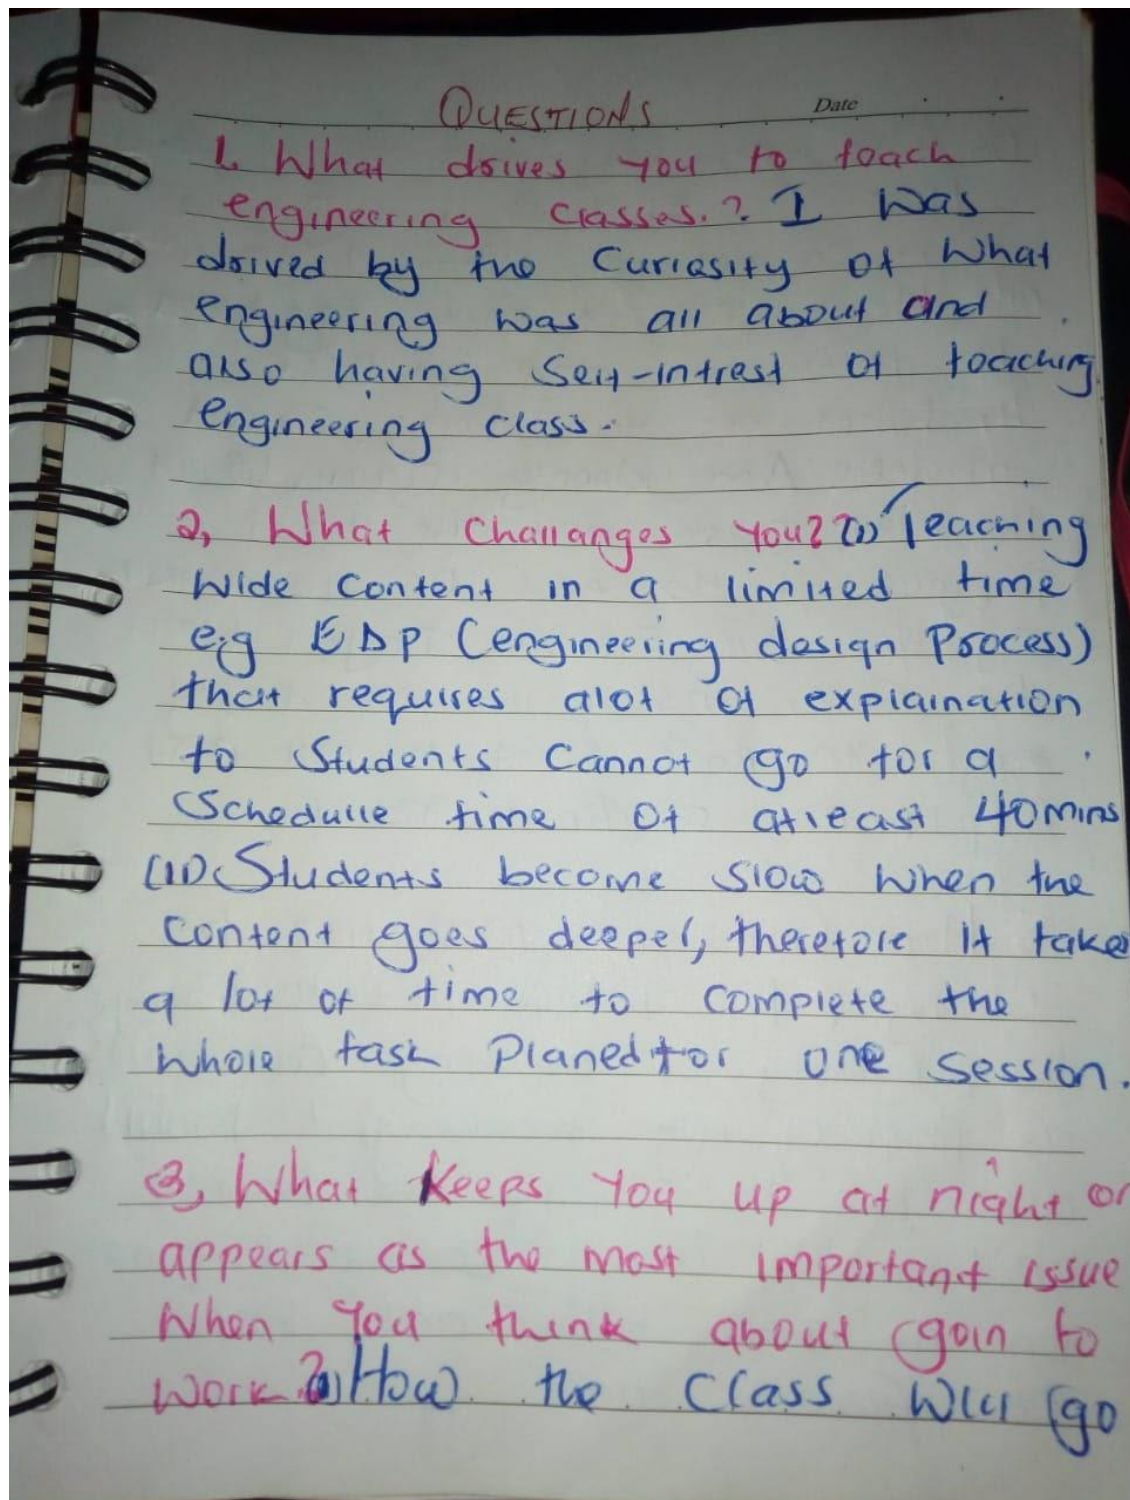 QUESTIONS Date
1. What drives you to teach
engineering classes.? I was
drived by the Curiosity of what
engineering was all about and
also having Self-intrest of teaching
engineering class.
2, What Challanges you? (i) Teaching
Wide Content in a limited time
e.g EDP (engineering design Process)
that requires alot of explaination
to Students Cannot go for a
Schedulle time of atleast 40mins
(ii) Students become slow when the
Content goes deeper, therefore it take
a lot of time to complete the
whole task Planed for one session.
3, What Keeps you up at night or
appears as the most important issue
When you think about goin to
work? How the Class will go